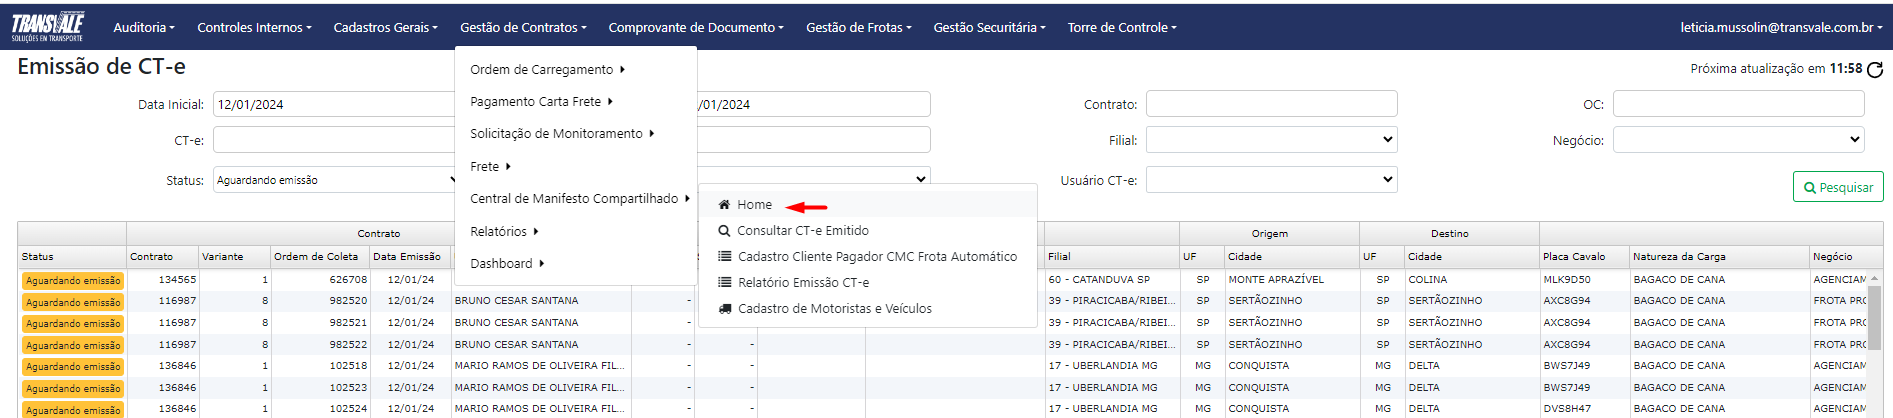 TRANSVALE
SOLUÇÕES EM TRANSPORTE
Auditoria Controles Internos Cadastros Gerais Gestão de Contratos Comprovante de Documento Gestão de Frotas Gestão Securitária Torre de Controle leticia.mussolin@transvale.com.br
Emissão de CT-e
Próxima atualização em 11:58
Data Inicial: 12/01/2024 /01/2024 Contrato: OC:
CT-e: Filial: Negócio:
Status: Aguardando emissão Usuário CT-e:
Pesquisar
Ordem de Carregamento
Pagamento Carta Frete
Solicitação de Monitoramento
Frete
Central de Manifesto Compartilhado
Relatórios
Dashboard
Home
Consultar CT-e Emitido
Cadastro Cliente Pagador CMC Frota Automático
Relatório Emissão CT-e
Cadastro de Motoristas e Veículos
Contrato Origem Destino
Status Contrato Variante Ordem de Coleta Data Emissão Filial UF Cidade UF Cidade Placa Cavalo Natureza da Carga Negócio
Aguardando emissão 134565 1 626708 12/01/24 60 - CATANDUVA SP SP MONTE APRAZÍVEL SP COLINA MLK9D50 BAGACO DE CANA AGENCIAM
Aguardando emissão 116987 8 982520 12/01/24 BRUNO CESAR SANTANA - 39 - PIRACICABA/RIBEI... SP SERTÃOZINHO SP SERTÃOZINHO AXC8G94 BAGACO DE CANA FROTA PRO
Aguardando emissão 116987 8 982521 12/01/24 BRUNO CESAR SANTANA - 39 - PIRACICABA/RIBEI... SP SERTÃOZINHO SP SERTÃOZINHO AXC8G94 BAGACO DE CANA FROTA PRO
Aguardando emissão 116987 8 982522 12/01/24 BRUNO CESAR SANTANA - - 39 - PIRACICABA/RIBEI... SP SERTÃOZINHO SP SERTÃOZINHO AXC8G94 BAGACO DE CANA FROTA PRO
Aguardando emissão 136846 1 102518 12/01/24 MARIO RAMOS DE OLIVEIRA FIL... - - 17 - UBERLANDIA MG MG CONQUISTA MG DELTA BWS7J49 BAGACO DE CANA AGENCIAM
Aguardando emissão 136846 1 102523 12/01/24 MARIO RAMOS DE OLIVEIRA FIL... - - 17 - UBERLANDIA MG MG CONQUISTA MG DELTA BWS7J49 BAGACO DE CANA AGENCIAM
Aguardando emissão 136846 1 102524 12/01/24 MARIO RAMOS DE OLIVEIRA FIL... - - 17 - UBERLANDIA MG MG CONQUISTA MG DELTA DVS8H47 BAGACO DE CANA AGENCIAM